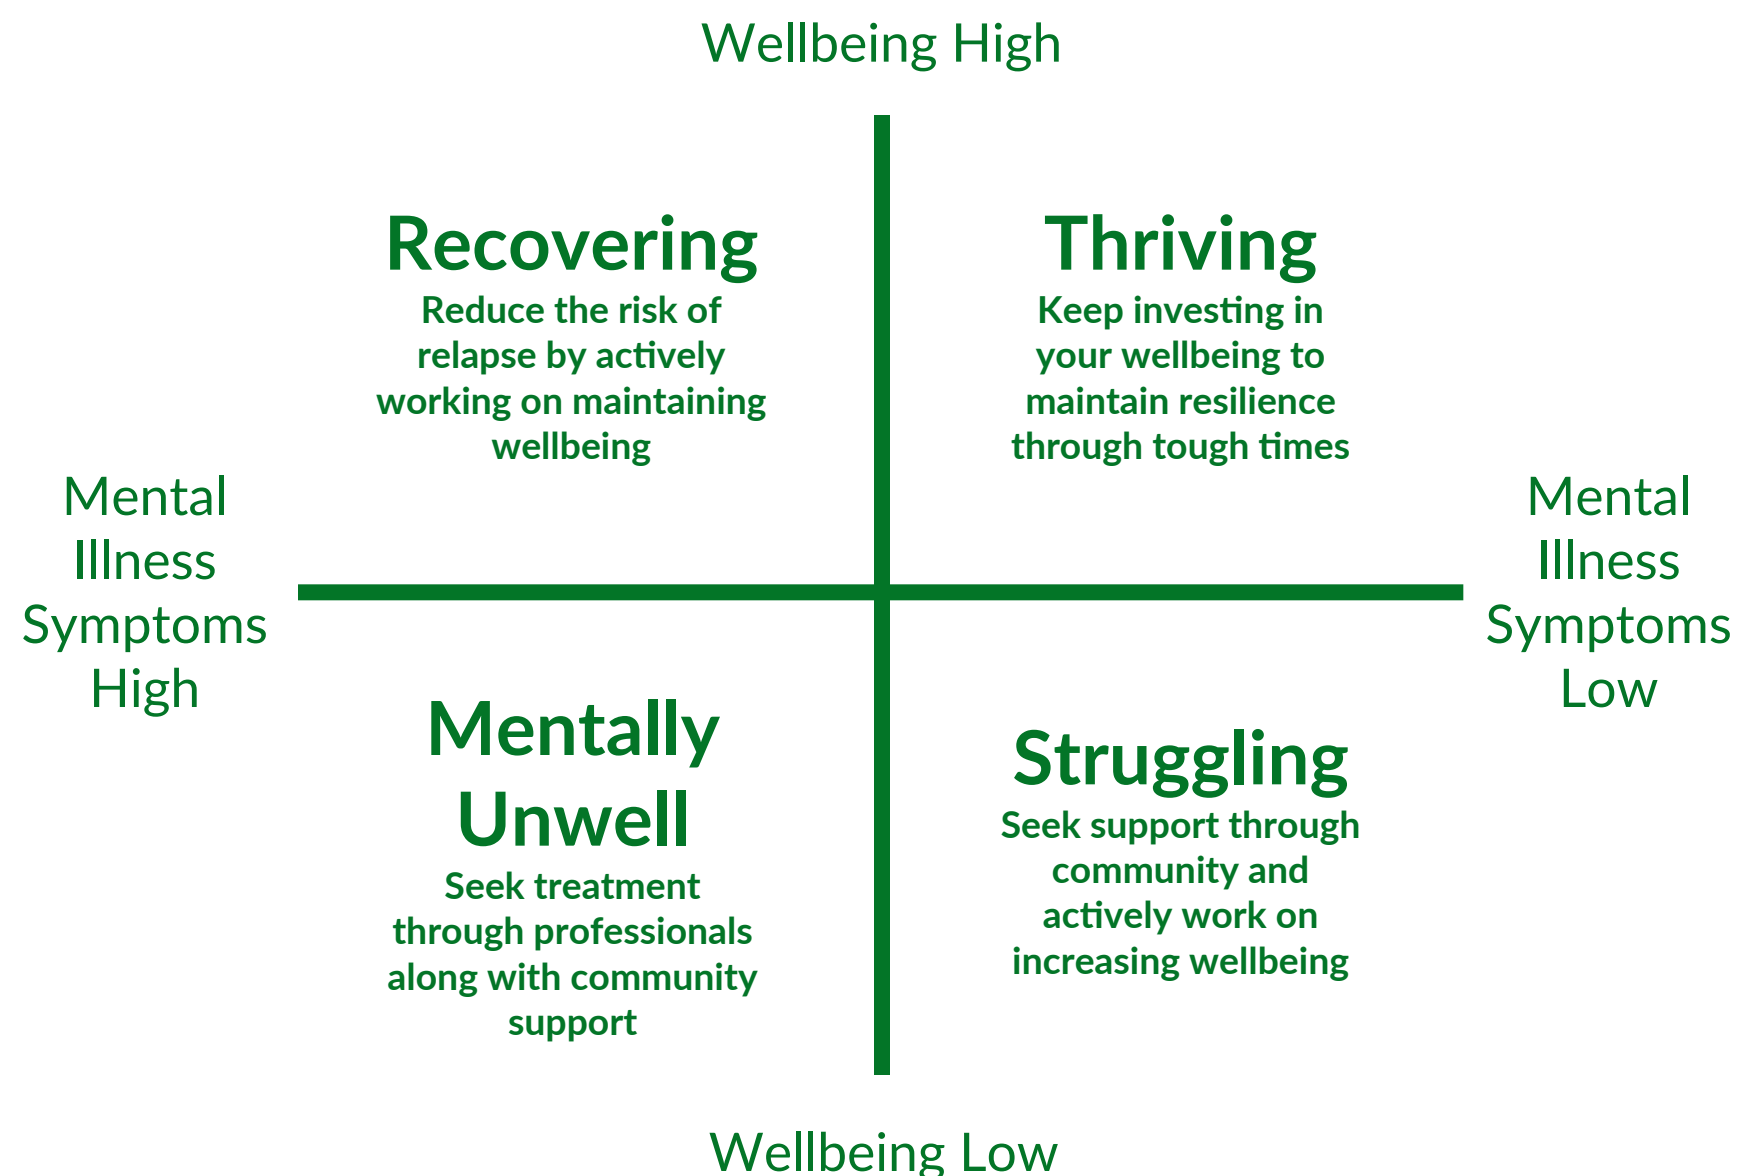 Wellbeing High
Recovering
Reduce the risk of
relapse by actively
working on maintaining
wellbeing
Thriving
Keep investing in
your wellbeing to
maintain resilience
through tough times
Mental
Illness
Symptoms
High
Mental
Illness
Symptoms
Low
Mentally
Unwell
Seek treatment
through professionals
along with community
support
Struggling
Seek support through
community and
actively work on
increasing wellbeing
Wellbeing Low